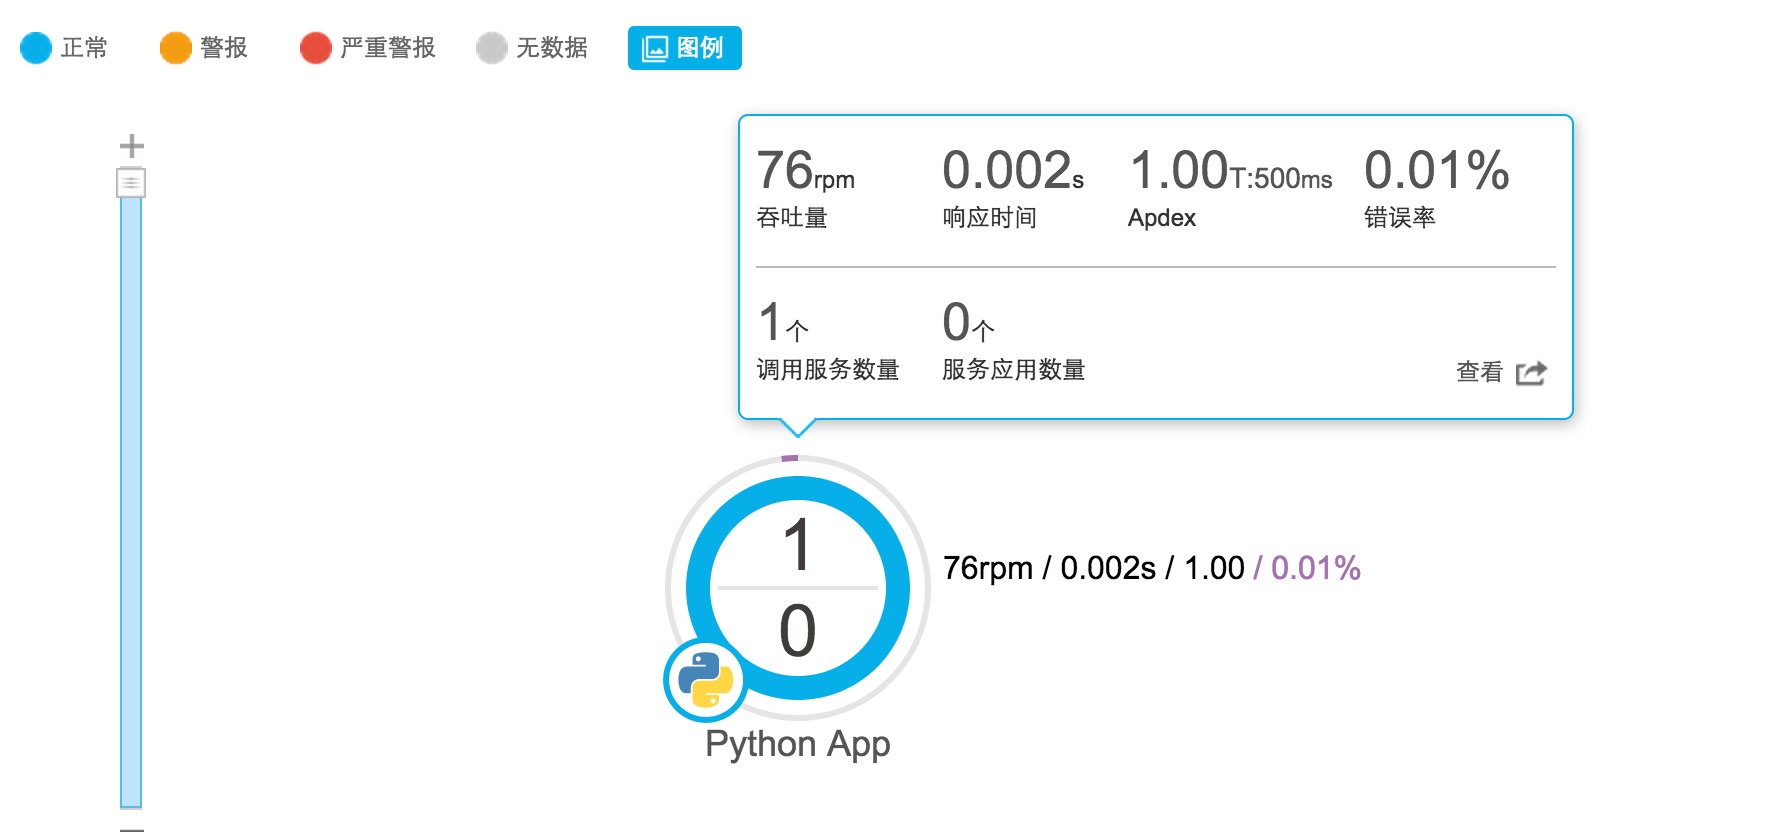 正常 警报 严重警报 无数据 图例
76rpm 0.002s 1.00T:500ms 0.01%
吞吐量 响应时间 Apdex 错误率
1个 0个
调用服务数量 服务应用数量 查看
1
0
76rpm / 0.002s / 1.00 / 0.01%
Python App